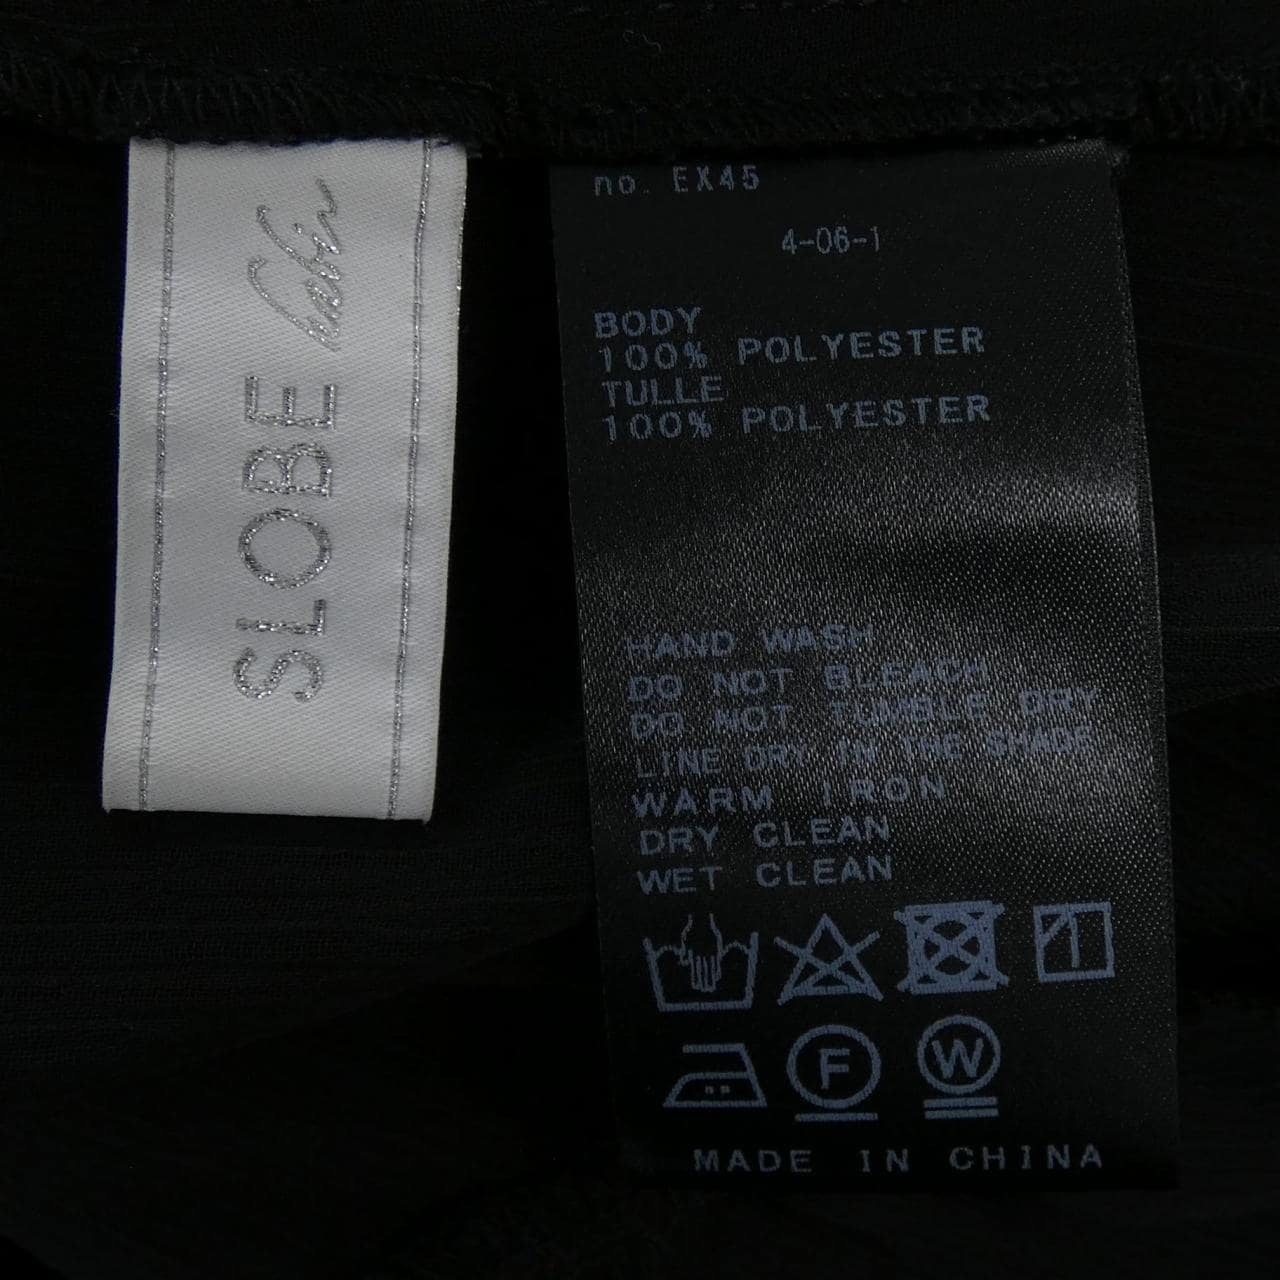 SLOBE Icabin
no. EX45
4-06-1
BODY
100% POLYESTER
TULLE
100% POLYESTER
HAND WASH
DO NOT BLEACH
DO NOT TUMBLE DRY
LINE DRY IN THE SHADE
WARM IRON
DRY CLEAN
WET CLEAN
F W
MADE IN CHINA